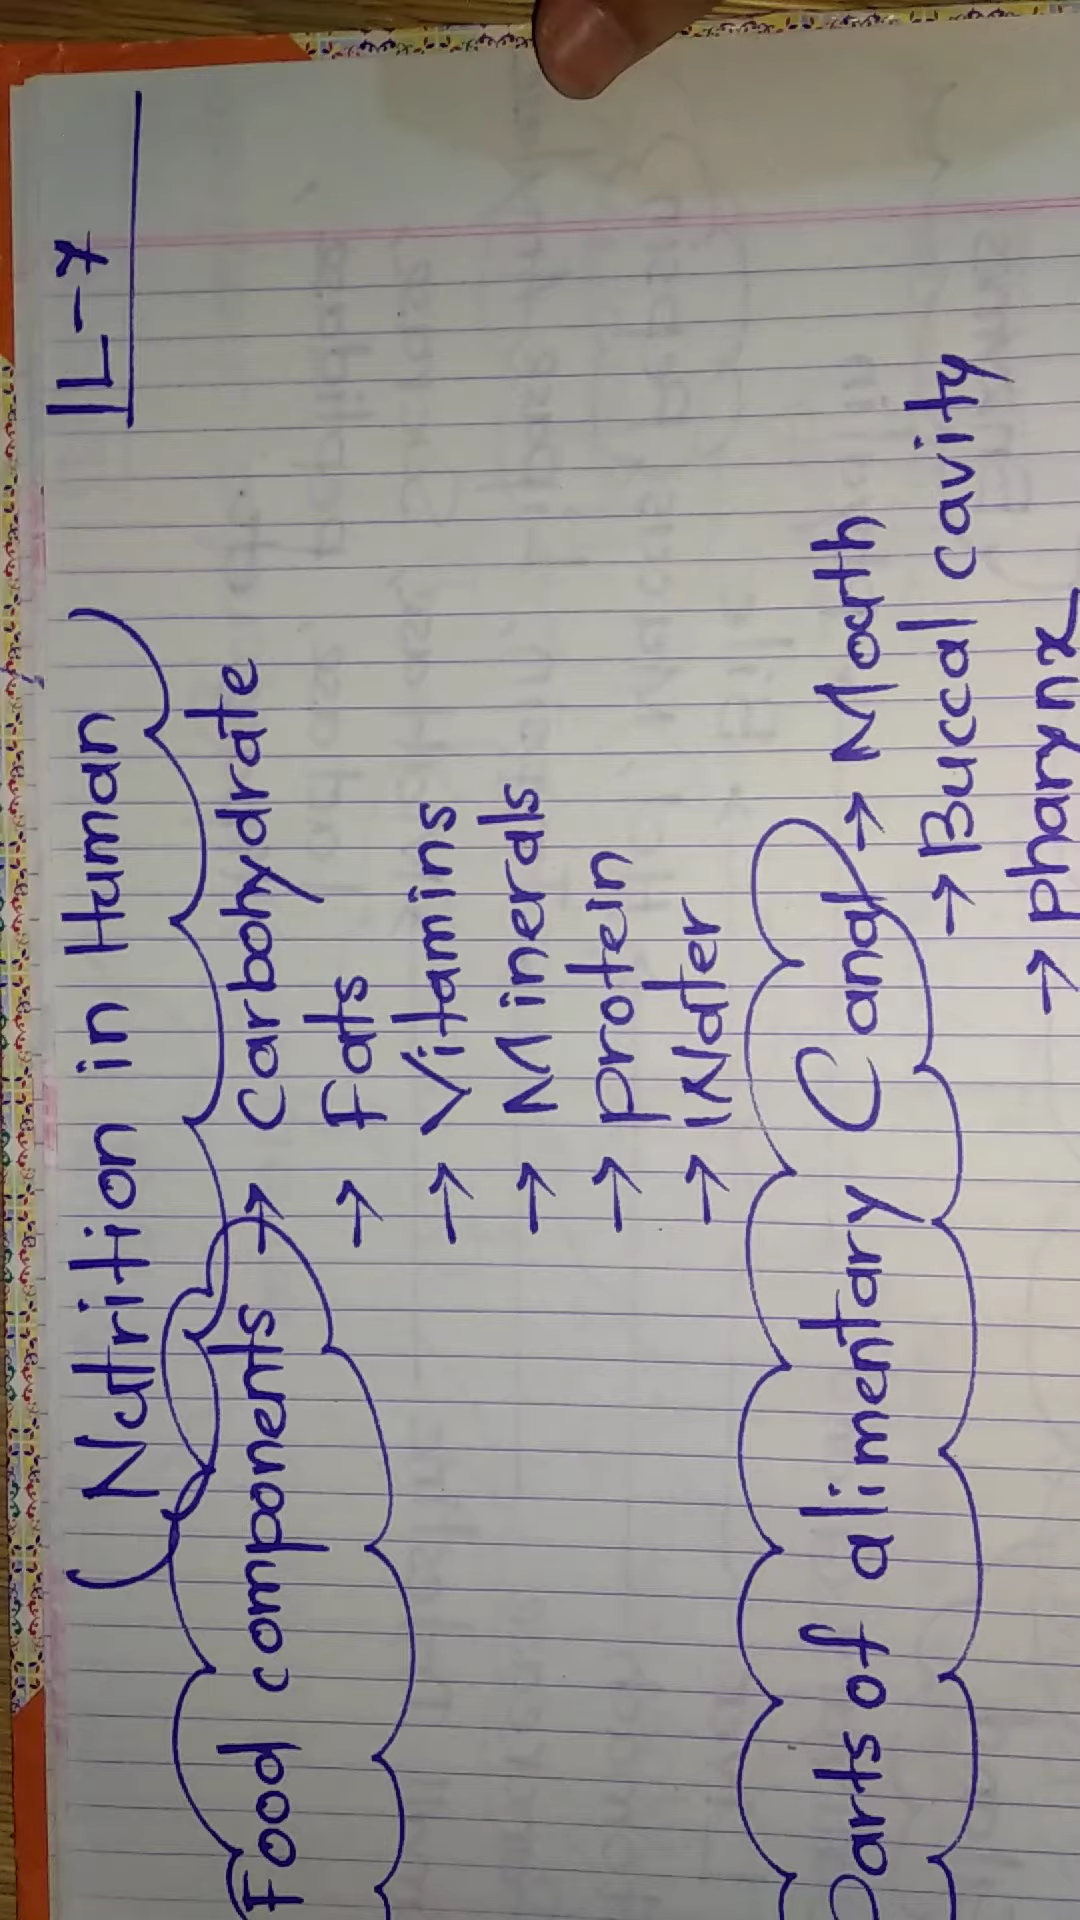 IL-7
(Nutrition in Human)
Food components → carbohydrate
→ Fats
→ Vitamins
→ Minerals
→ protein
→ Water
Parts of alimentary Canal → Mouth
→ Buccal cavity
→ pharynx